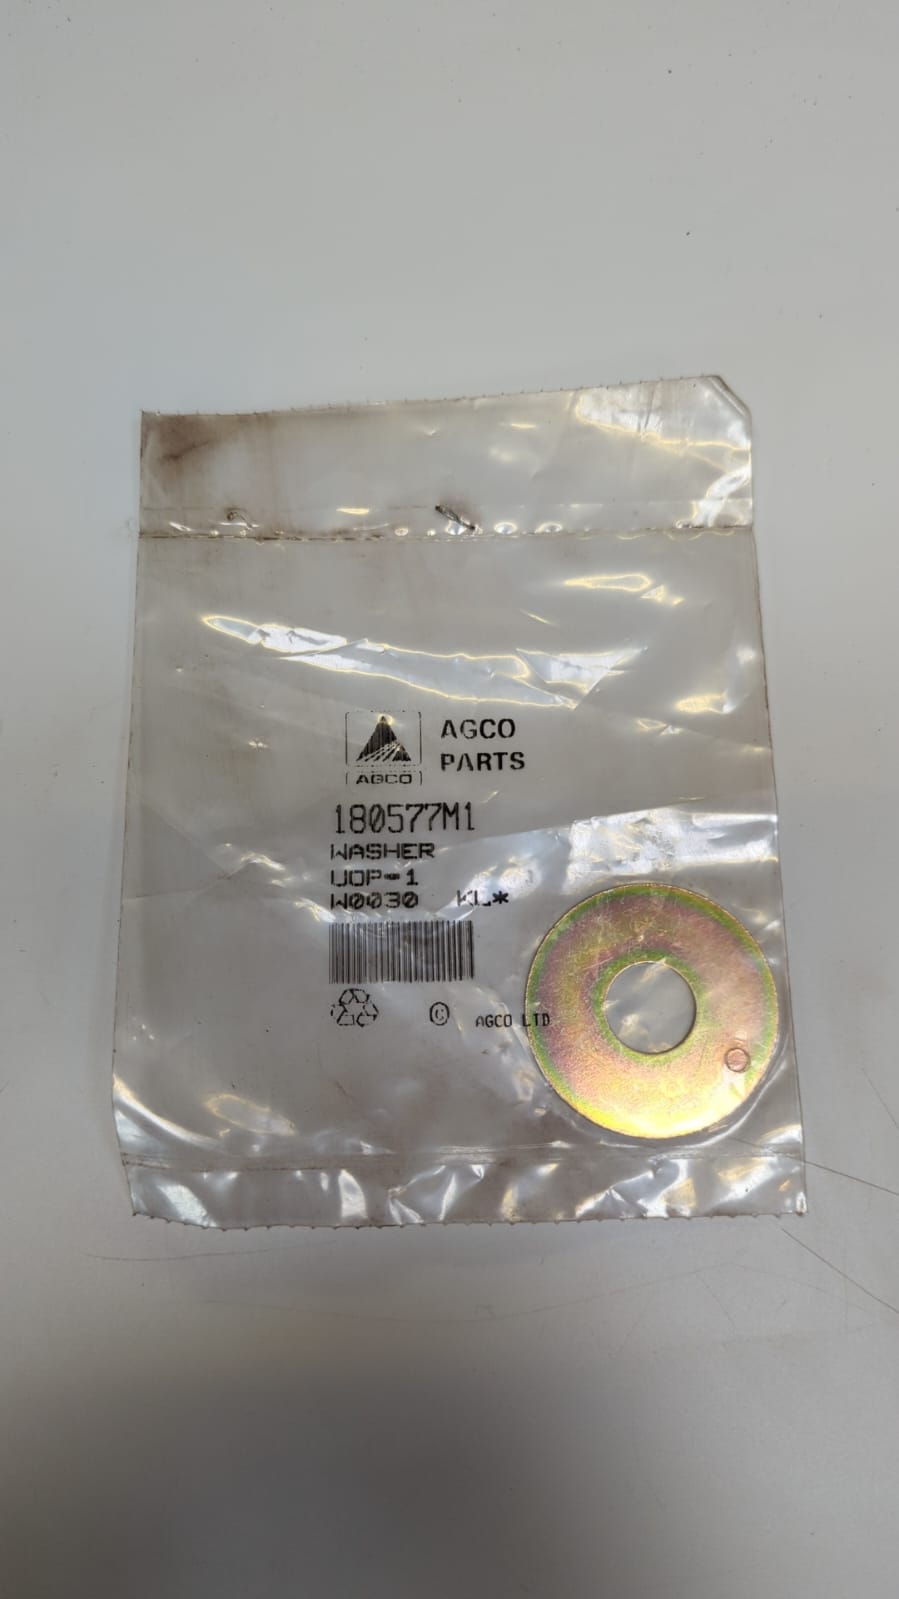 AGCO
PARTS
AGCO
180577M1
WASHER
UOP-1
W0030 KL*
© AGCO LTD